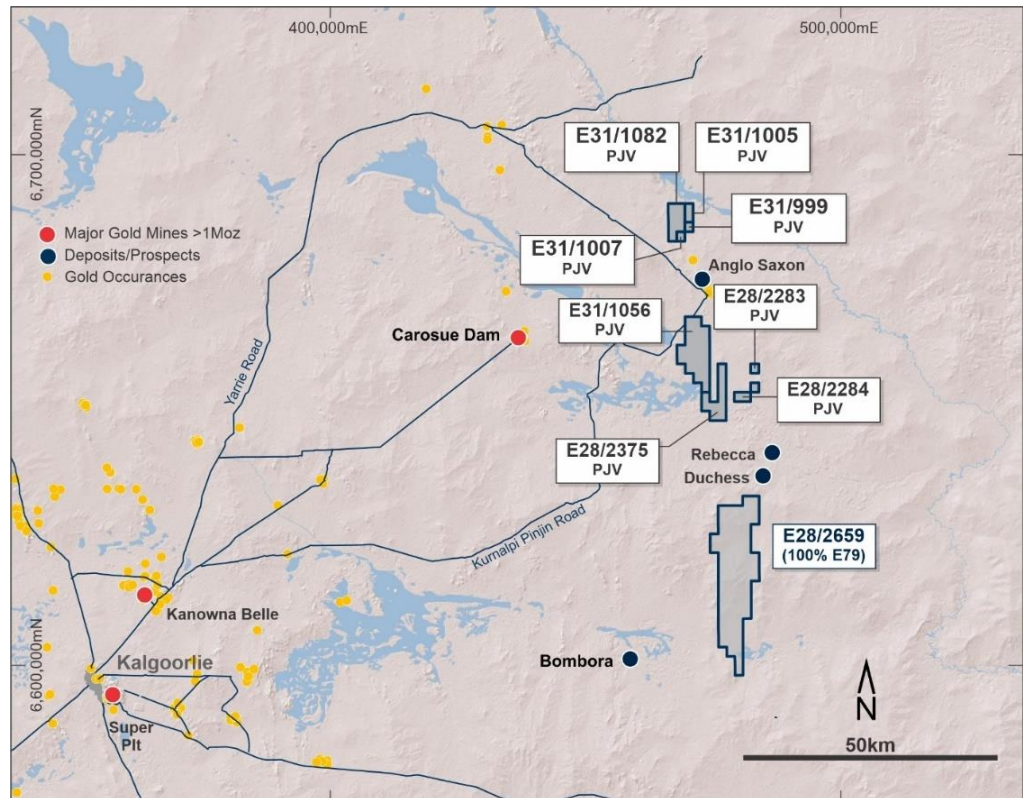 400,000mE
500,000mE
6,700,000mN
6,600,000mN
Major Gold Mines >1Moz
Deposits/Prospects
Gold Occurances
E31/1082
PJV
E31/1005
PJV
E31/999
PJV
E31/1007
PJV
Anglo Saxon
E31/1056
PJV
E28/2283
PJV
Carosue Dam
Yarrie Road
E28/2284
PJV
E28/2375
PJV
Rebecca
Duchess
Kurnalpi Pinjin Road
E28/2659
(100% E79)
Kanowna Belle
Kalgoorlie
Bombora
Super
PIt
N
50km